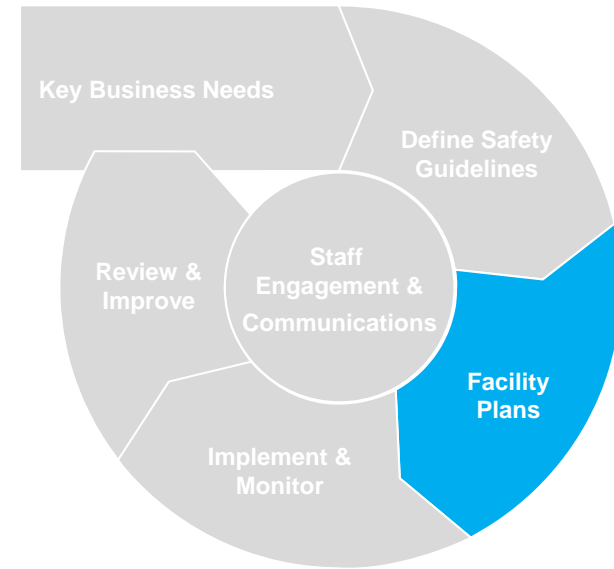 Key Business Needs
Define Safety
Guidelines
Facility
Plans
Implement &
Monitor
Review &
Improve
Staff
Engagement &
Communications